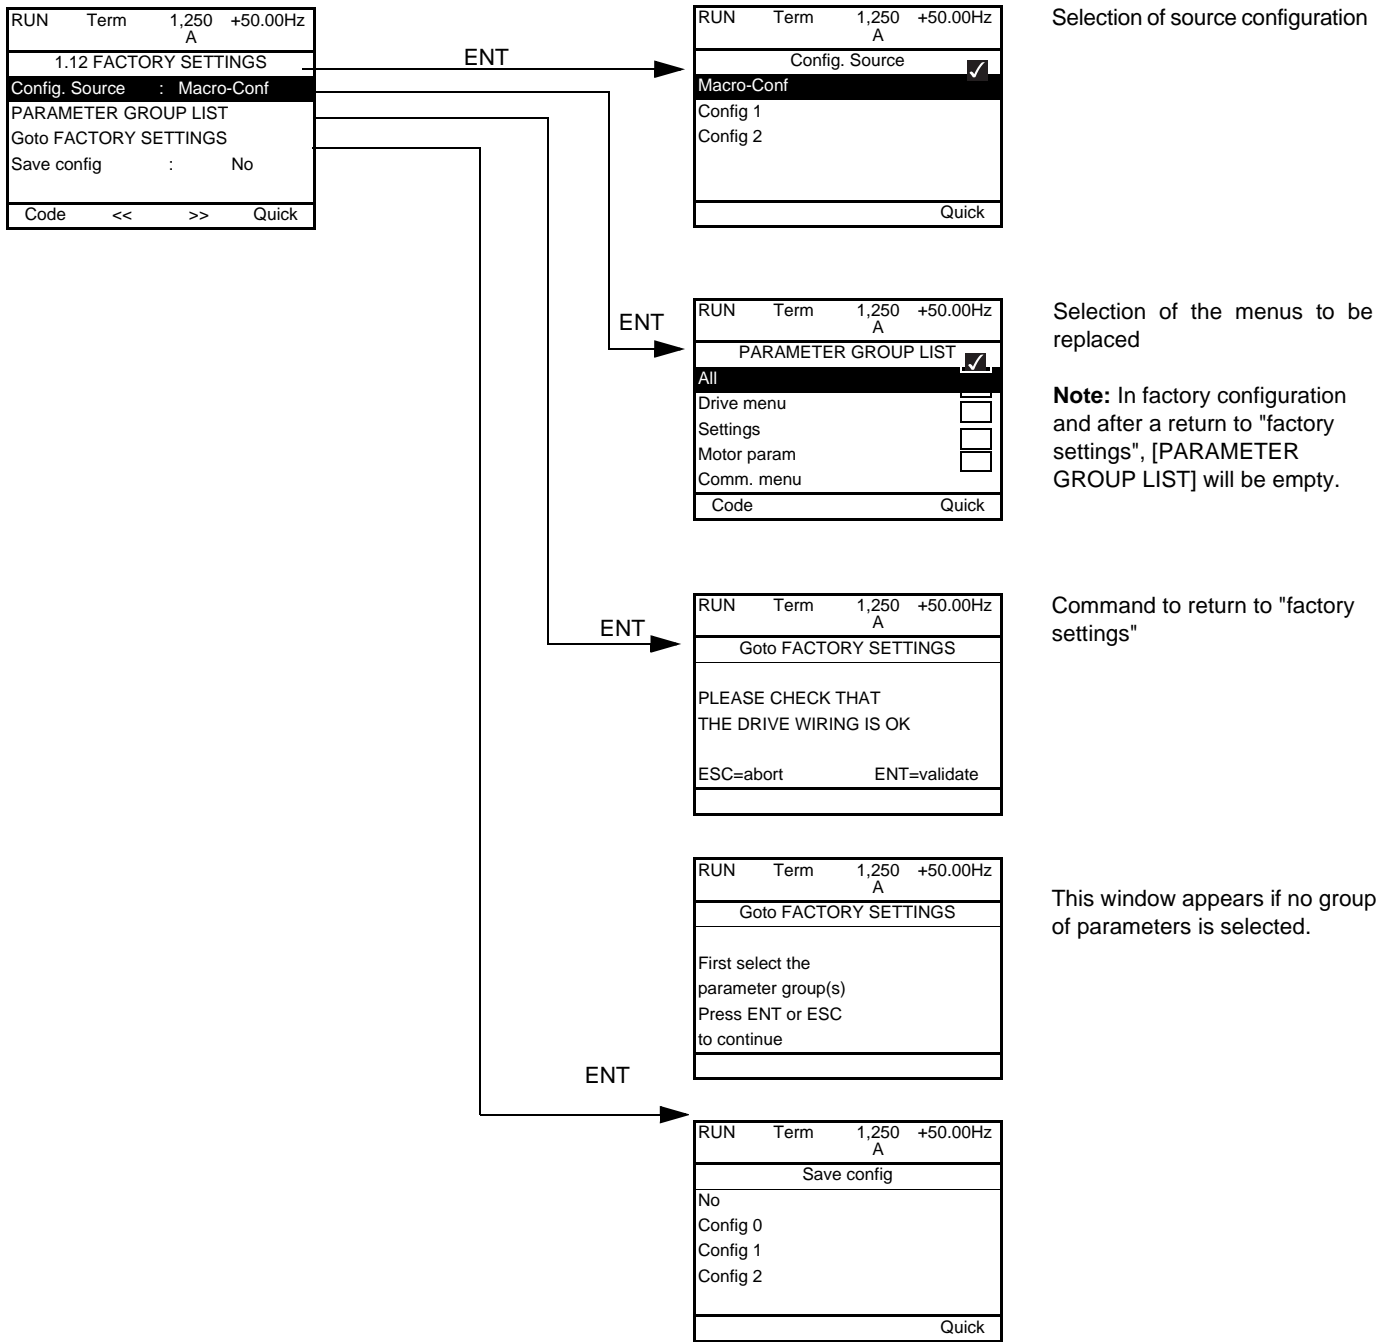 RUN Term 1,250 +50.00Hz
A
1.12 FACTORY SETTINGS
Config. Source : Macro-Conf
PARAMETER GROUP LIST
Goto FACTORY SETTINGS
Save config : No
Code << >> Quick
ENT
RUN Term 1,250 +50.00Hz
A
Config. Source
Macro-Conf
Config 1
Config 2
Quick
Selection of source configuration
ENT
RUN Term 1,250 +50.00Hz
A
PARAMETER GROUP LIST
All
Drive menu
Settings
Motor param
Comm. menu
Code Quick
Selection of the menus to be
replaced
Note: In factory configuration
and after a return to "factory
settings", [PARAMETER
GROUP LIST] will be empty.
ENT
RUN Term 1,250 +50.00Hz
A
Goto FACTORY SETTINGS
PLEASE CHECK THAT
THE DRIVE WIRING IS OK
ESC=abort ENT=validate
Command to return to "factory
settings"
RUN Term 1,250 +50.00Hz
A
Goto FACTORY SETTINGS
First select the
parameter group(s)
Press ENT or ESC
to continue
This window appears if no group
of parameters is selected.
ENT
RUN Term 1,250 +50.00Hz
A
Save config
No
Config 0
Config 1
Config 2
Quick